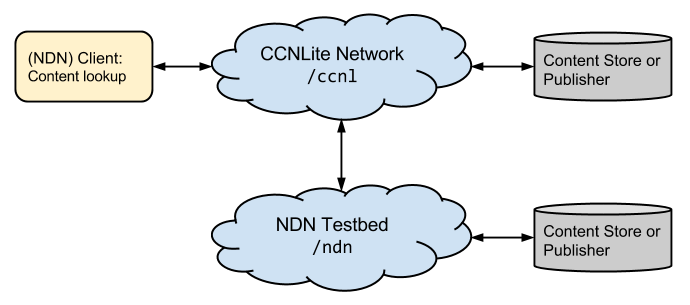 (NDN) Client:
Content lookup
CCNLite Network
/ccnl
Content Store or
Publisher
NDN Testbed
/ndn
Content Store or
Publisher